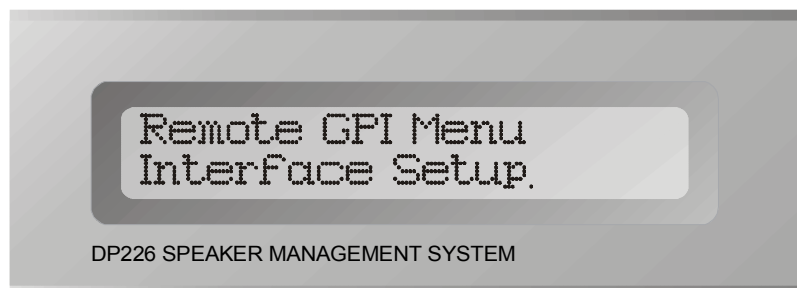 Remote GPI Menu
Interface Setup.
DP226 SPEAKER MANAGEMENT SYSTEM